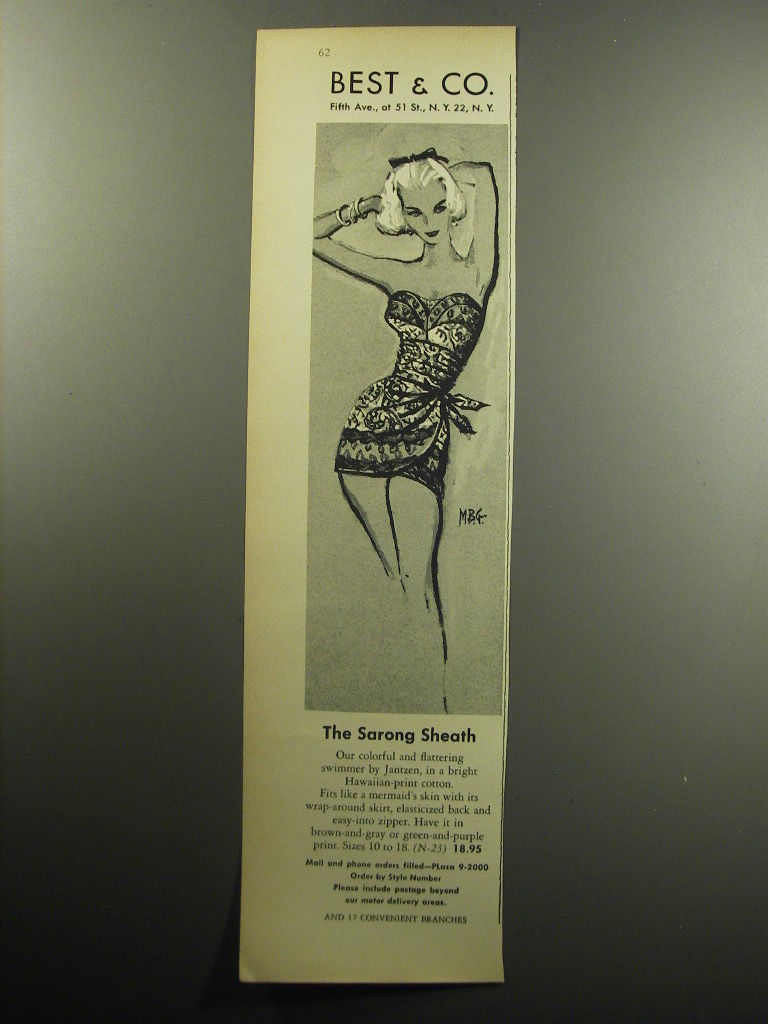 62
BEST & CO.
Fifth Ave., at 51 St., N. Y. 22, N. Y.
M.B.G.
The Sarong Sheath
Our colorful and flattering
swimmer by Jantzen, in a bright
Hawaiian-print cotton.
Fits like a mermaid's skin with its
wrap-around skirt, elasticized back and
easy-into zipper. Have it in
brown-and-gray or green-and-purple
print. Sizes 10 to 18. (N-23) 18.95
Mail and phone orders filled—PLaza 9-2000
Order by Style Number
Please include postage beyond
our motor delivery areas.
AND 17 CONVENIENT BRANCHES